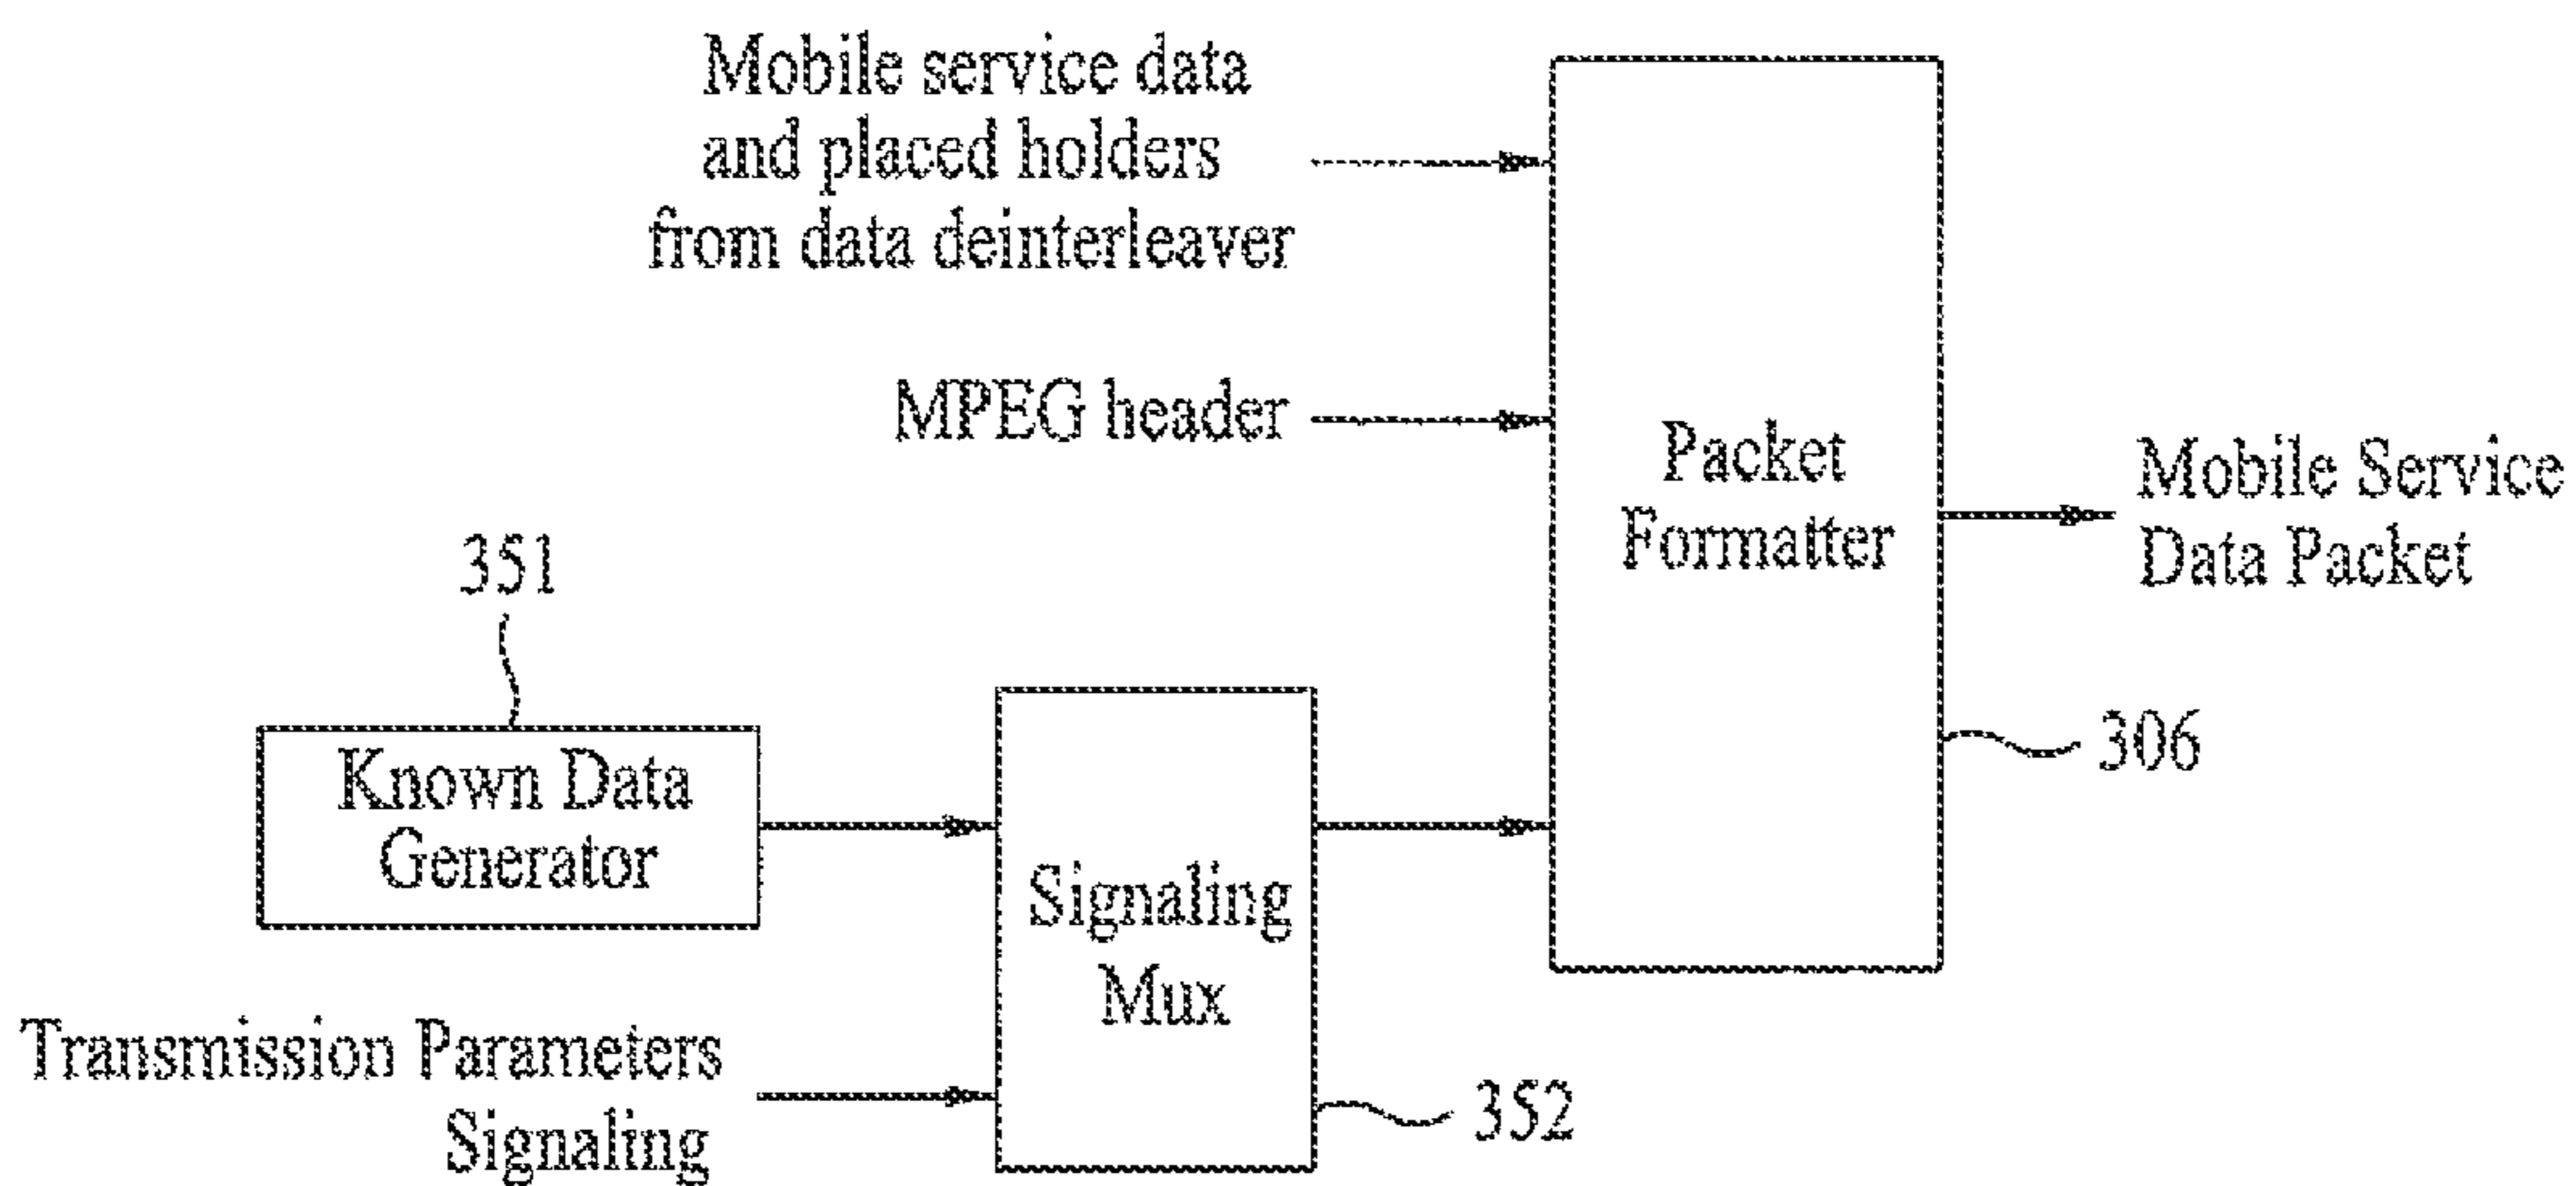 Mobile service data
and placed holders
from data deinterleaver
MPEG header
Packet
Formatter
Mobile Service
Data Packet
351
306
Known Data
Generator
Signaling
Mux
Transmission Parameters
Signaling
352